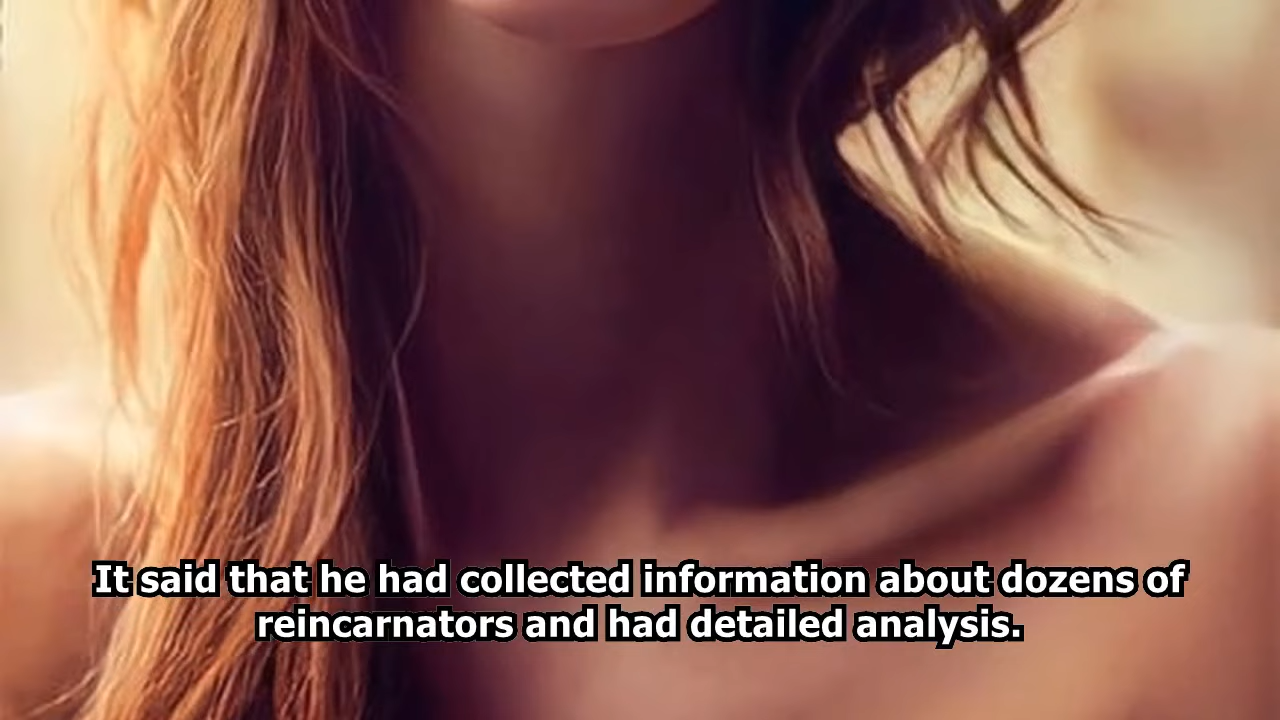 It said that he had collected information about dozens of
reincarnators and had detailed analysis.